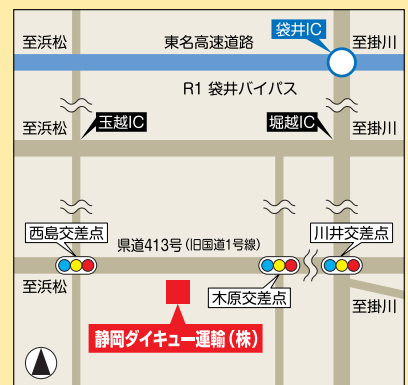 袋井IC
至浜松
東名高速道路
至掛川
R1 袋井バイパス
玉越IC
堀越IC
至浜松
至掛川
西島交差点
川井交差点
県道413号(旧国道1号線)
至浜松
木原交差点
至掛川
静岡ダイキュー運輸(株)